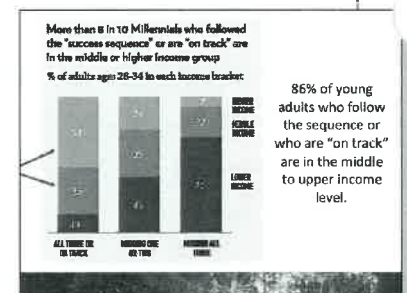 More than 8 in 10 Millennials who followed
the "success sequence" or are "on track" are
in the middle or higher income group
% of adults ages 28-34 in each income bracket
86% of young
adults who follow
the sequence or
who are "on track"
are in the middle
to upper income
level.
HIGHER
INCOME
MIDDLE
INCOME
LOWER
INCOME
ALL THREE OR
ON TRACK
MISSING ONE
OR TWO
MISSING ALL
THREE